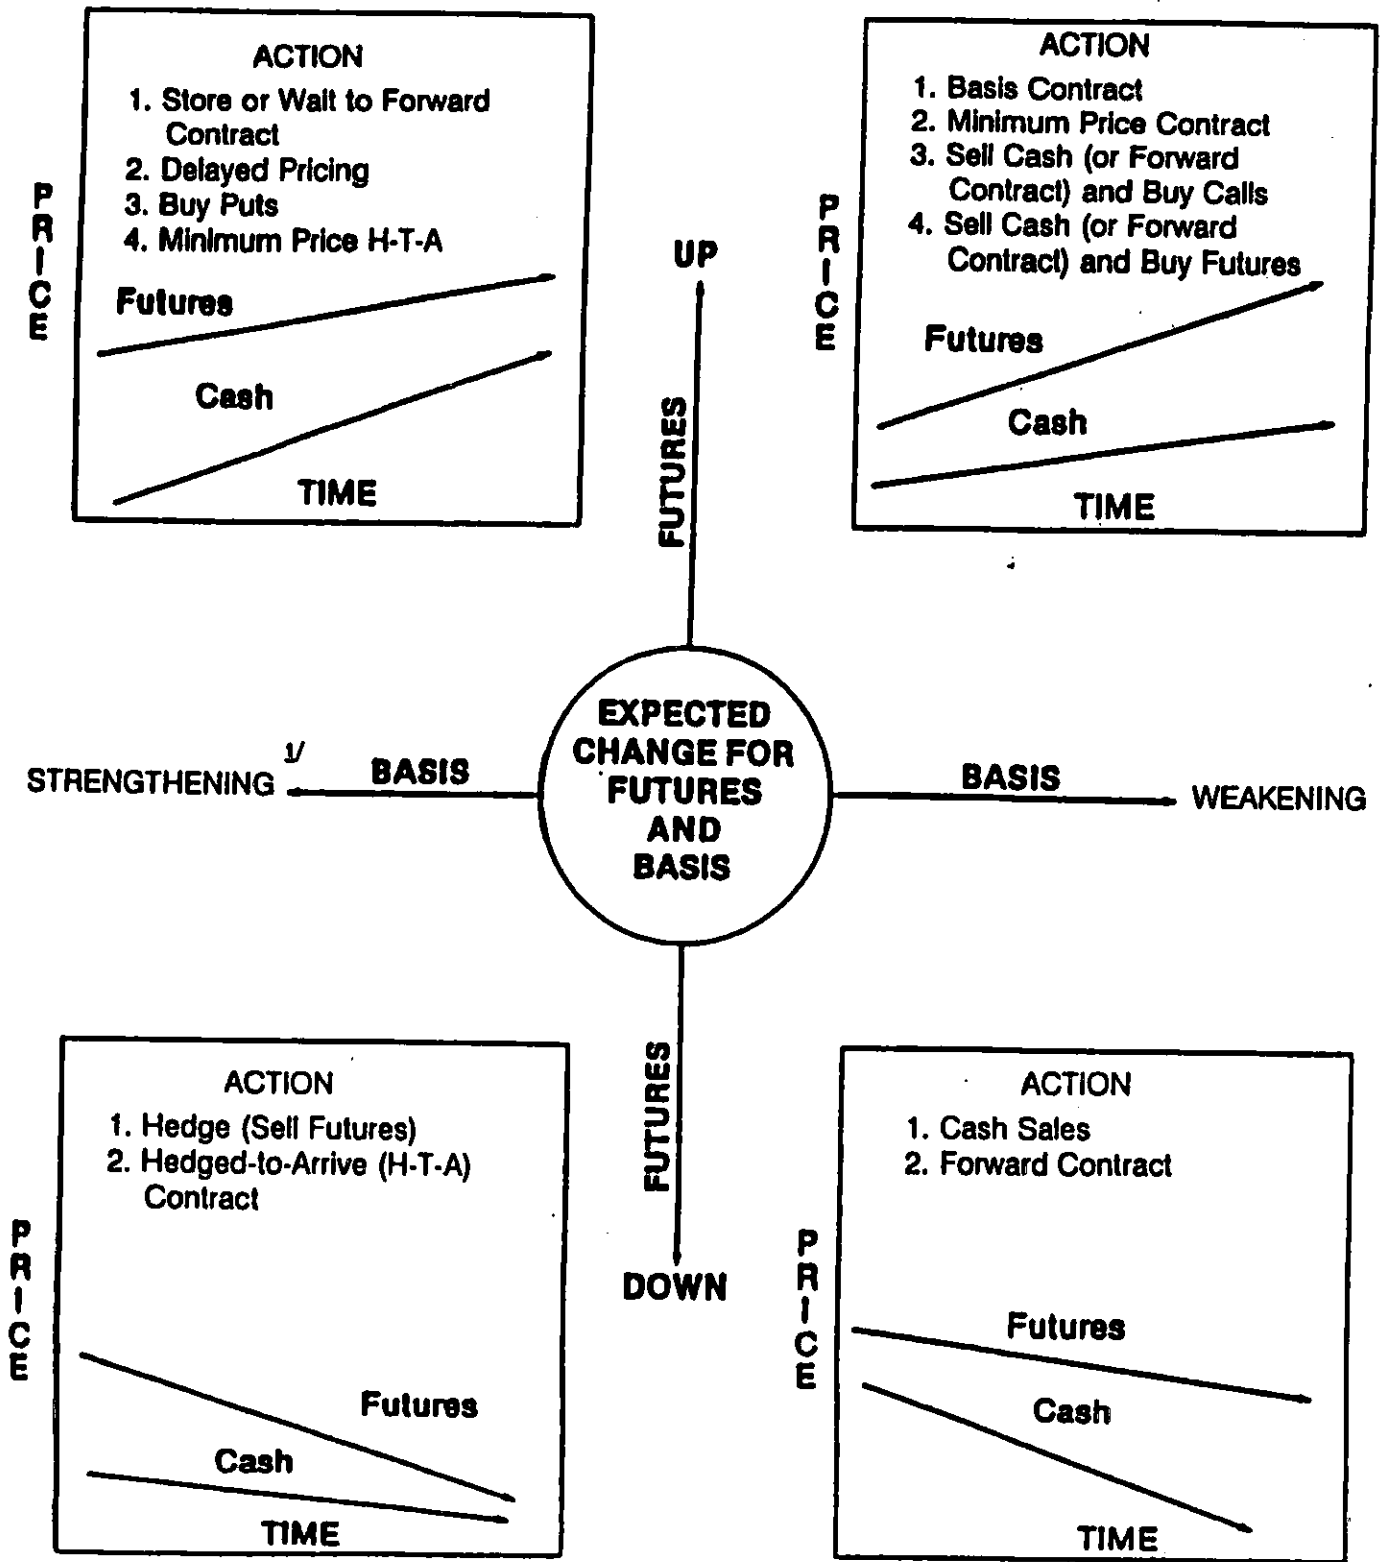 ACTION
1. Store or Wait to Forward
Contract
2. Delayed Pricing
3. Buy Puts
4. Minimum Price H-T-A
PRICE
Futures
Cash
TIME
UP
FUTURES
ACTION
1. Basis Contract
2. Minimum Price Contract
3. Sell Cash (or Forward
Contract) and Buy Calls
4. Sell Cash (or Forward
Contract) and Buy Futures
PRICE
Futures
Cash
TIME
STRENGTHENING 1/
BASIS
EXPECTED
CHANGE FOR
FUTURES
AND
BASIS
BASIS
WEAKENING
ACTION
1. Hedge (Sell Futures)
2. Hedged-to-Arrive (H-T-A)
Contract
PRICE
Futures
Cash
TIME
FUTURES
DOWN
ACTION
1. Cash Sales
2. Forward Contract
PRICE
Futures
Cash
TIME